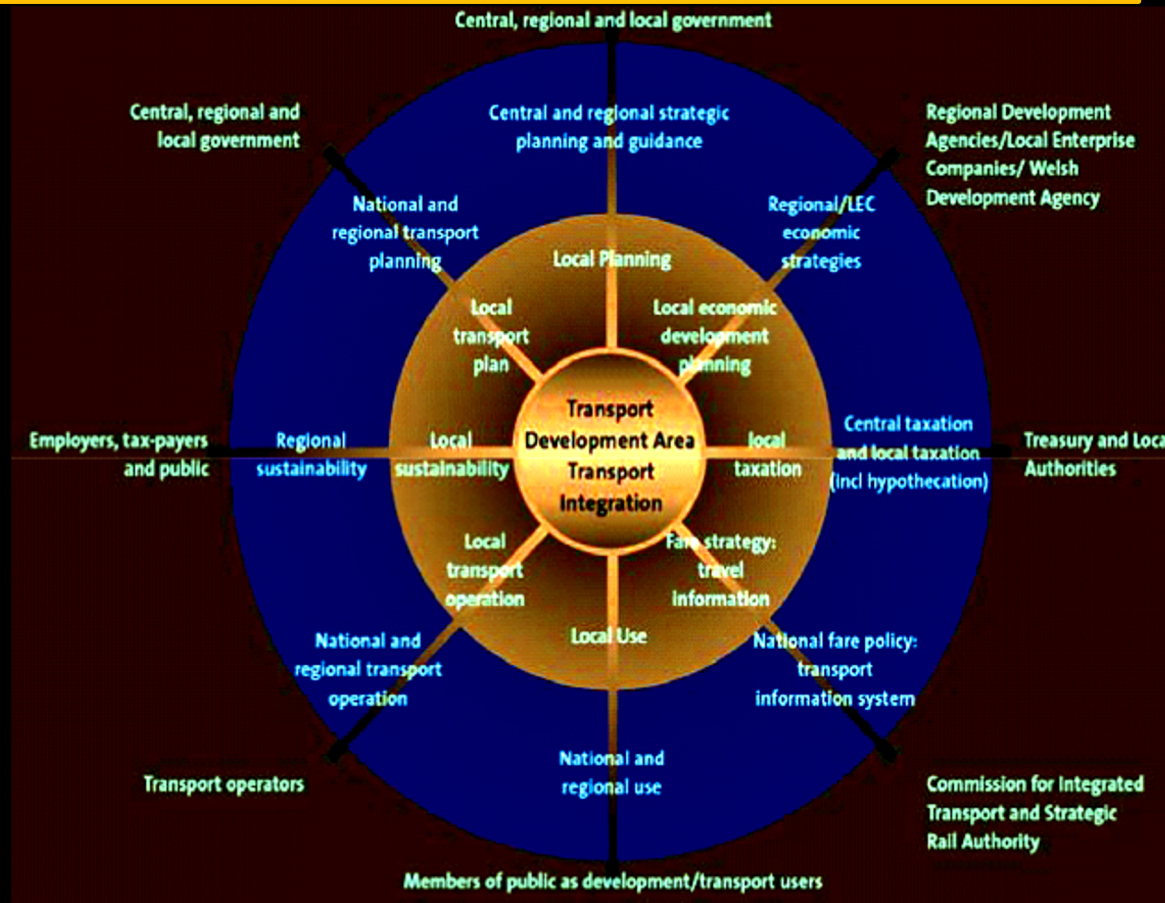 Central, regional and local government
Central, regional and
local government
Central and regional strategic
planning and guidance
Regional Development
Agencies/Local Enterprise
Companies/ Welsh
Development Agency
National and
regional transport
planning
Regional/LEC
economic
strategies
Local Planning
Local
transport
plan
Local economic
development
planning
Transport
Development Area
Transport
Integration
Employers, tax-payers
and public
Regional
sustainability
Local
sustainability
local
taxation
Central taxation
and local taxation
(incl hypothecation)
Treasury and Loca
Authorities
Local
transport
operation
Fare strategy:
travel
information
Local Use
National and
regional transport
operation
National fare policy:
transport
information system
National and
regional use
Transport operators
Commission for Integrated
Transport and Strategic
Rail Authority
Members of public as development/transport users